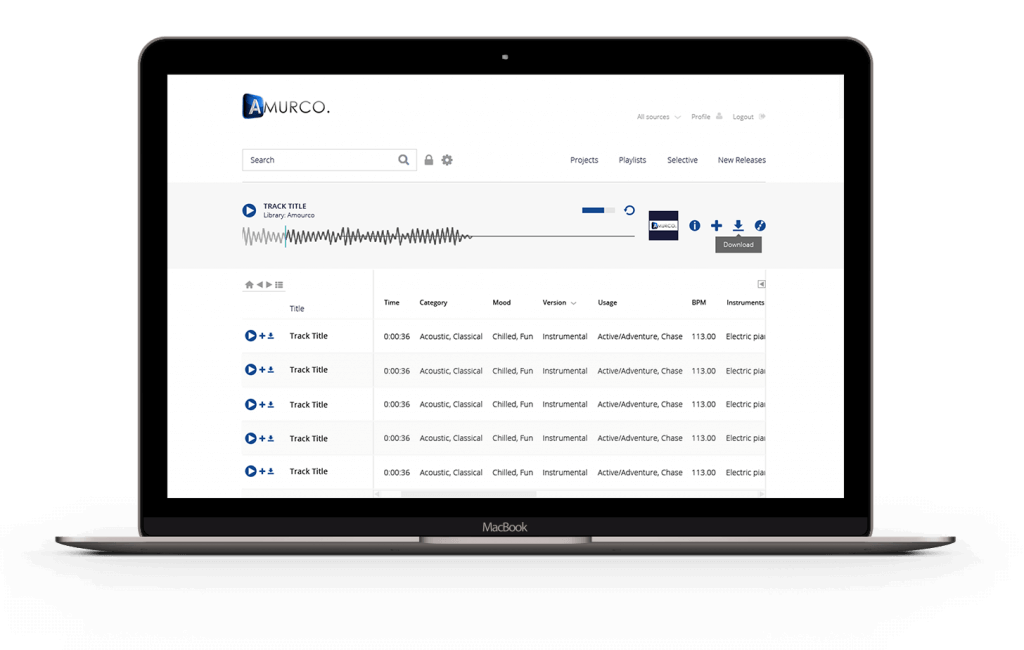 AMURCO.
All sources Profile Logout
Search
Projects Playlists Selective New Releases
TRACK TITLE
Library: Amourco
AMURCO.
Download
Title Time Category Mood Version Usage BPM Instruments
Track Title 0:00:36 Acoustic, Classical Chilled, Fun Instrumental Active/Adventure, Chase 113.00 Electric pia
Track Title 0:00:36 Acoustic, Classical Chilled, Fun Instrumental Active/Adventure, Chase 113.00 Electric pia
Track Title 0:00:36 Acoustic, Classical Chilled, Fun Instrumental Active/Adventure, Chase 113.00 Electric pia
Track Title 0:00:36 Acoustic, Classical Chilled, Fun Instrumental Active/Adventure, Chase 113.00 Electric pia
Track Title 0:00:36 Acoustic, Classical Chilled, Fun Instrumental Active/Adventure, Chase 113.00 Electric pia
MacBook